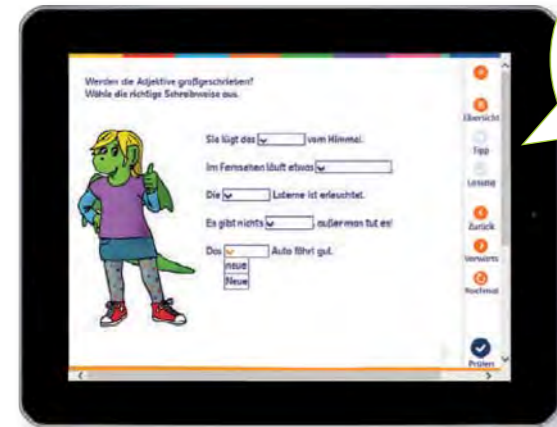 Werden die Adjektive großgeschrieben?
Wähle die richtige Schreibweise aus.
Sie lügt das vom Himmel.
Im Fernsehen läuft etwas .
Die Laterne ist erleuchtet.
Es gibt nichts , außer man tut es!
Das Auto fährt gut.
neue
Neue
Übersicht
Tipp
Lösung
Zurück
Vorwärts
Nochmal
Prüfen